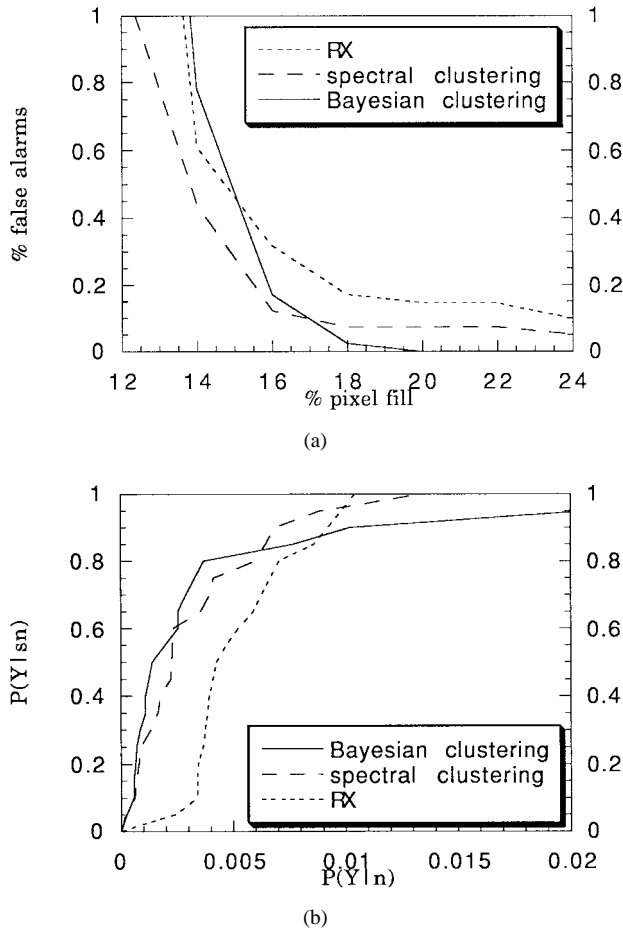 1
0.8
0.6
0.4
0.2
0
% false alarms
RX
spectral clustering
Bayesian clustering
1
0.8
0.6
0.4
0.2
0
12 14 16 18 20 22 24
% pixel fill
(a)
1
0.8
0.6
0.4
0.2
0
P(Y|sn)
Bayesian clustering
spectral clustering
RX
1
0.8
0.6
0.4
0.2
0
0 0.005 0.01 0.015 0.02
P(Y|n)
(b)